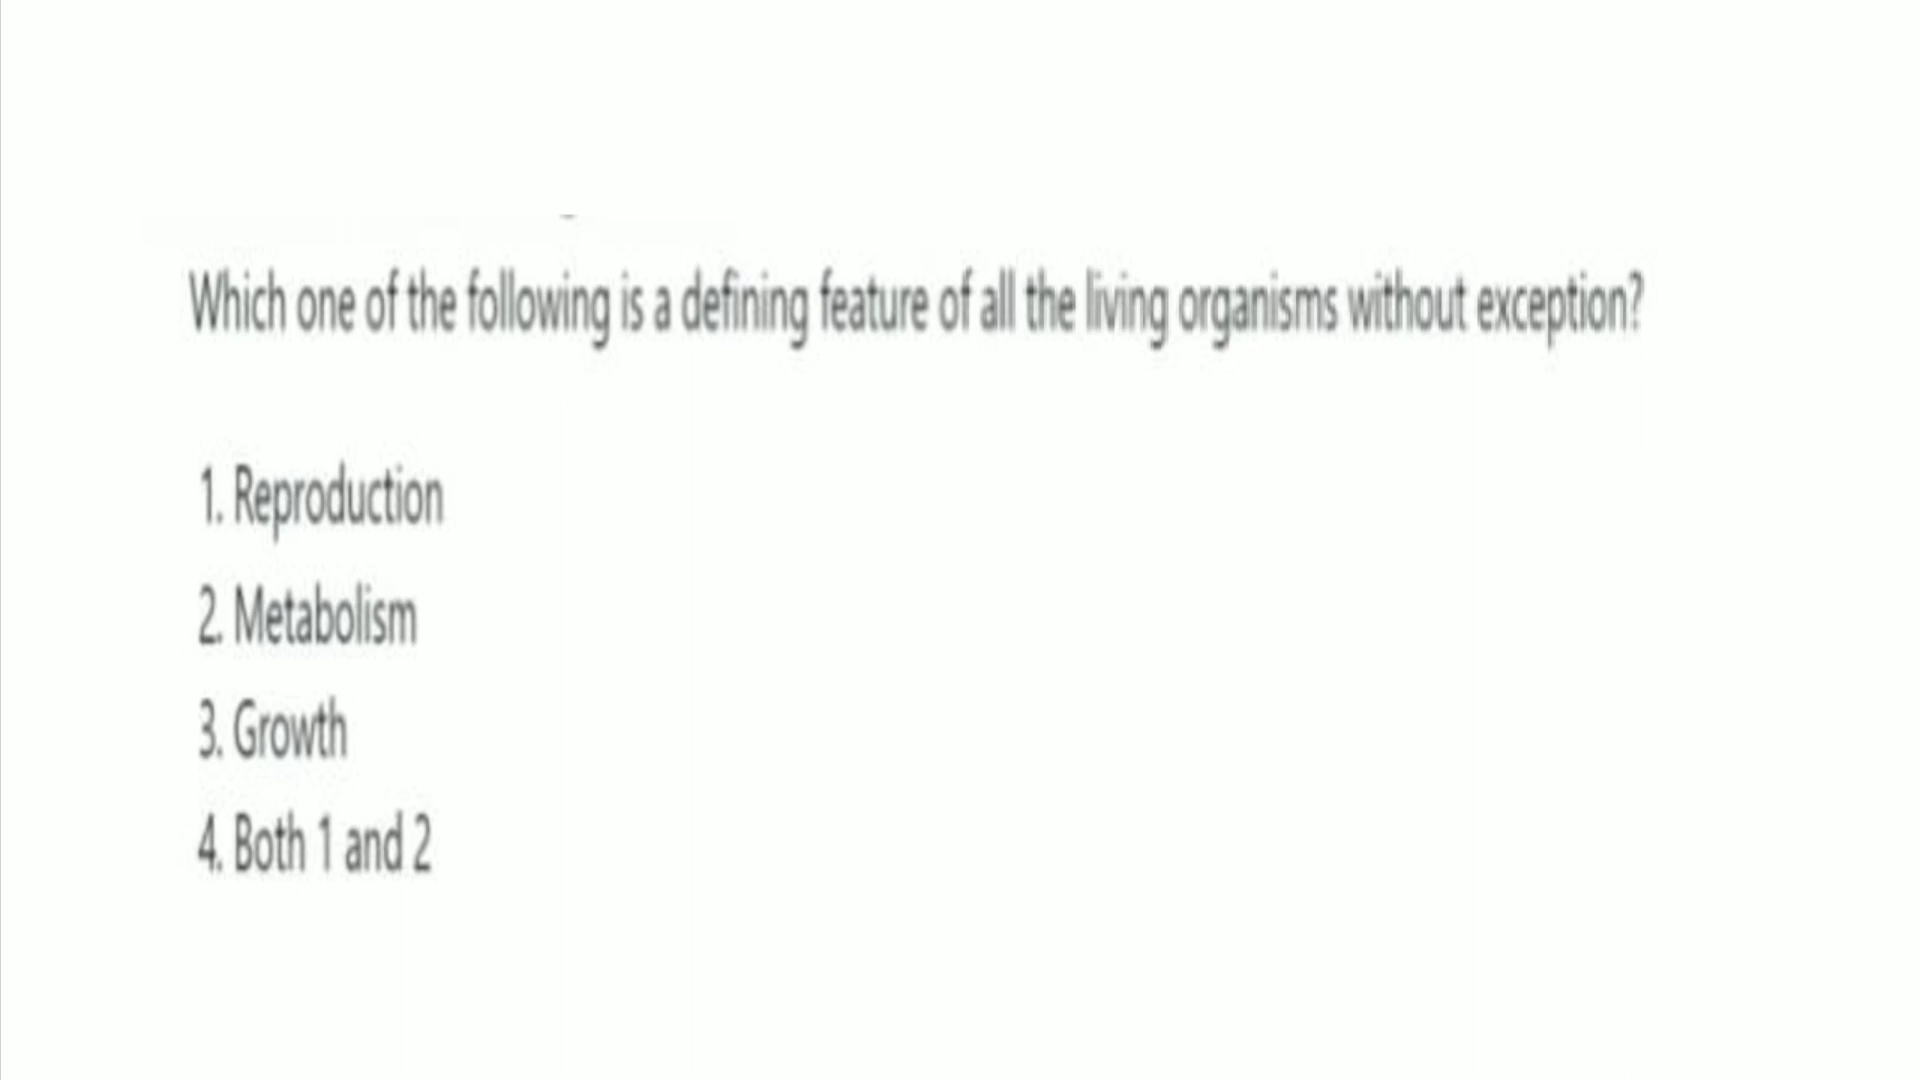 Which one of the following is a defining feature of all the living organisms without exception?
1. Reproduction
2. Metabolism
3. Growth
4. Both 1 and 2